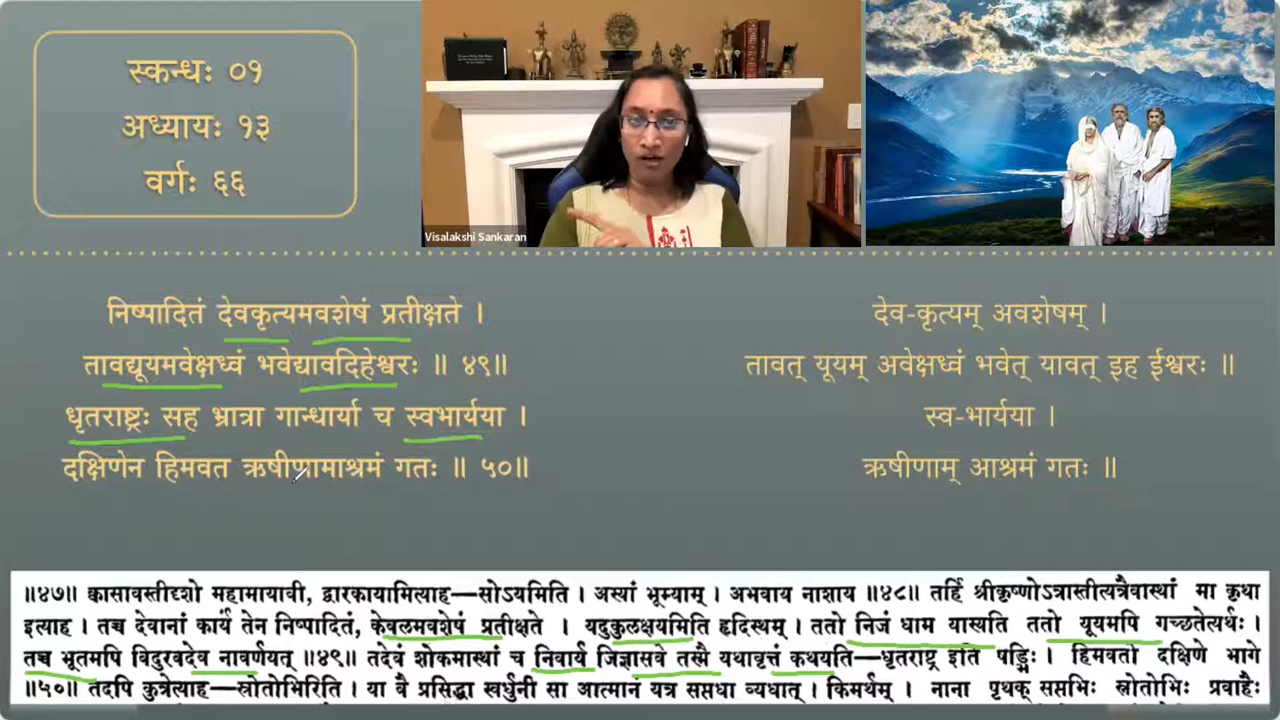 स्कन्धः ०१
अध्यायः १३
वर्गः ६६
Visalakshi Sankaran
निष्पादितं देवकृत्यमवशेषं प्रतीक्षते ।
तावद्यूयमवेक्षध्वं भवेद्यावदिहेश्वरः ॥ ४९॥
धृतराष्ट्रः सह भ्रात्रा गान्धार्या च स्वभार्यया ।
दक्षिणेन हिमवत ऋषीणामाश्रमं गतः ॥ ५०॥
देव-कृत्यम् अवशेषम् ।
तावत् यूयम् अवेक्षध्वं भवेत् यावत् इह ईश्वरः ॥
स्व-भार्यया ।
ऋषीणाम् आश्रमं गतः ॥
॥४७॥ क्वासावस्तीदृशो महामायावी, द्वारकायामित्याह—सोऽयमिति । अस्यां भूम्याम् । अभवाय नाशाय ॥४८॥ तर्हि श्रीकृष्णोऽत्रास्तीत्यत्रैवास्थां मा कृथा
इत्याह । तच्च देवानां कार्यं तेन निष्पादितं, केवलमवशेषं प्रतीक्षते । यदुकुलक्षयमिति हृदिस्थम् । ततो निजं धाम यास्यति ततो यूयमपि गच्छतेत्यर्थः ।
तच्च भूतमपि विदुरवदेव नावर्णयत् ॥४९॥ तदेवं शोकमास्थां च निवार्य जिज्ञासवे तस्मै यथावृत्तं कथयति—धृतराष्ट्र इति षड्भिः । हिमवतो दक्षिणे भागे
॥५०॥ तदपि कुत्रेत्याह—स्रोतोभिरिति । या वै प्रसिद्धा स्वर्धुनी सा आत्मानं यत्र सप्तधा व्यधात् । किमर्थम् । नाना पृथक् सप्तभिः स्रोतोभिः प्रवाहैः